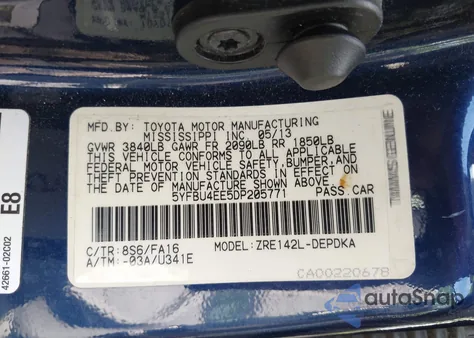 MFD.BY: TOYOTA MOTOR MANUFACTURING
MISSISSIPPI INC. 05/13
GVWR 3840LB GAWR FR 2090LB RR 1850LB
THIS VEHICLE CONFORMS TO ALL APPLICABLE
FEDERAL MOTOR VEHICLE SAFETY,BUMPER,AND
THEFT PREVENTION STANDARDS IN EFFECT ON
THE DATE OF MANUFACTURE SHOWN ABOVE.
5YFBU4EE5DP205771 PASS.CAR
C/TR:8S6/FA16 MODEL:ZRE142L-DEPDKA
A/TM:-03A/U341E
CA00220678
E8
42661-02C02
autoSnap